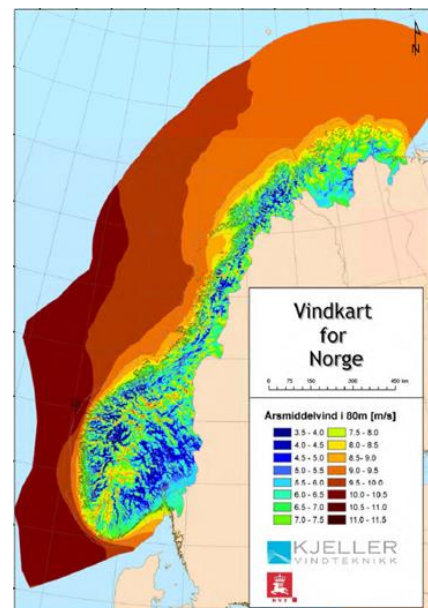 N
Vindkart
for
Norge
0 75 150 300 450 km
Årsmiddelvind i 80m [m/s]
3.5 - 4.0 7.5 - 8.0
4.0 - 4.5 8.0 - 8.5
4.5 - 5.0 8.5 - 9.0
5.0 - 5.5 9.0 - 9.5
5.5 - 6.0 9.5 - 10.0
6.0 - 6.5 10.0 - 10.5
6.5 - 7.0 10.5 - 11.0
7.0 - 7.5 11.0 - 11.5
KJELLER
VINDTEKNIKK
NVE